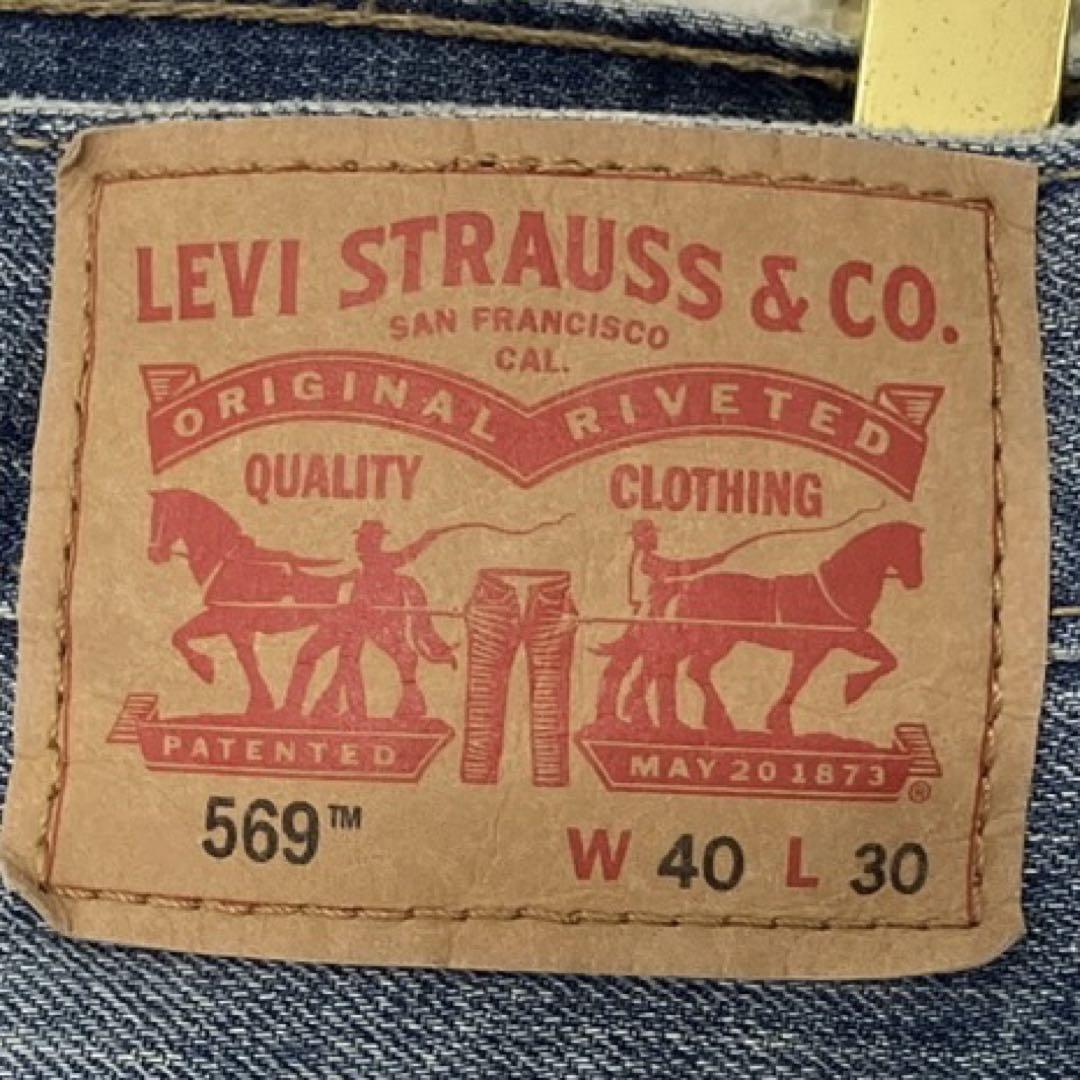 LEVI STRAUSS & CO.
SAN FRANCISCO
CAL.
ORIGINAL RIVETED
QUALITY CLOTHING
PATENTED MAY 20 1873 ®
569™ W 40 L 30